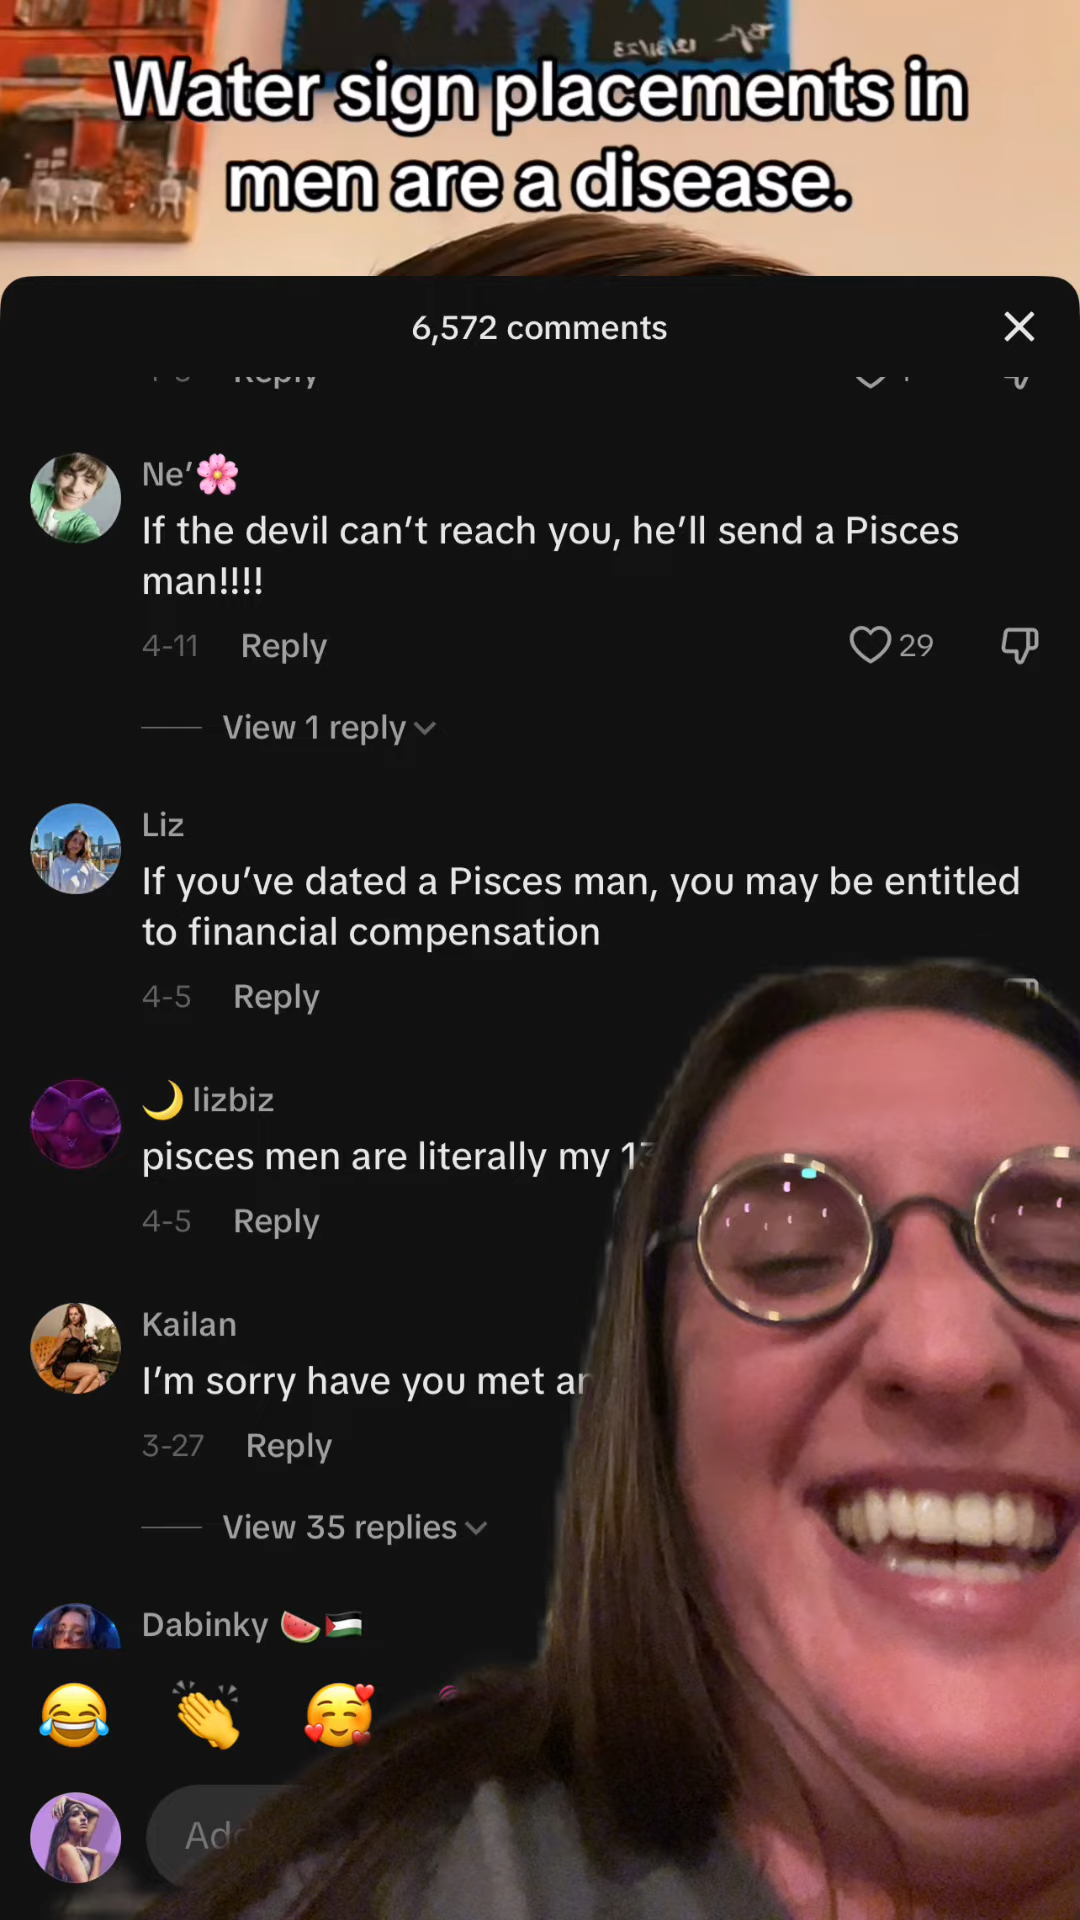 Water sign placements in
men are a disease.
6,572 comments
Reply
Ne'🌸
If the devil can't reach you, he'll send a Pisces
man!!!!
4-11 Reply 29
View 1 reply
Liz
If you've dated a Pisces man, you may be entitled
to financial compensation
4-5 Reply
🌙 lizbiz
pisces men are literally my
4-5 Reply
Kailan
I'm sorry have you met
3-27 Reply
View 35 replies
Dabinky 🍉🇵🇸
😂 👏 🥰